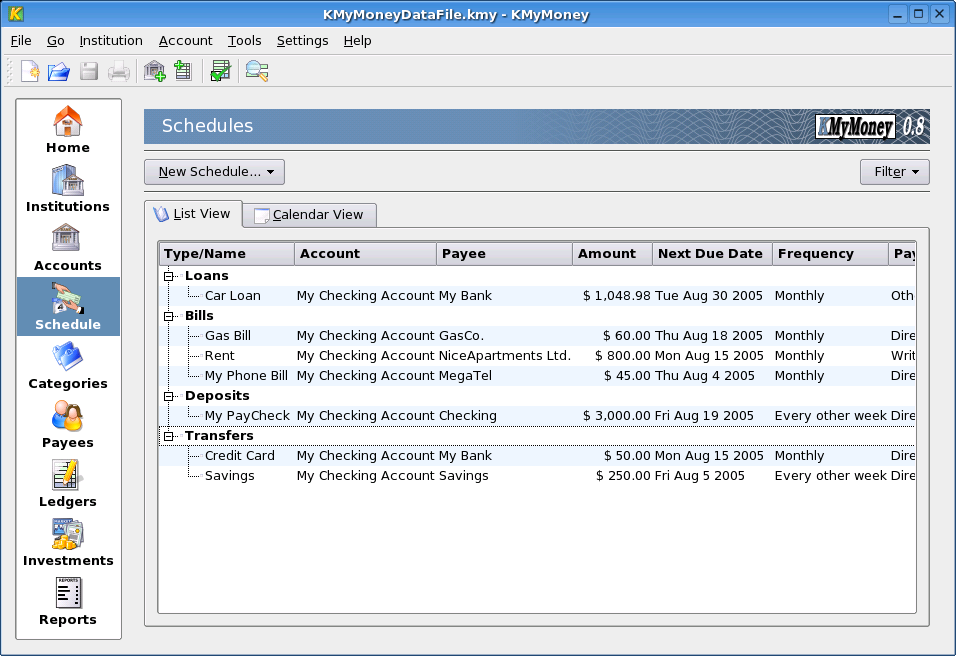 KMyMoneyDataFile.kmy - KMyMoney
File Go Institution Account Tools Settings Help
Schedules KMyMoney 0.8
New Schedule... Filter
List View Calendar View
Home
Institutions
Accounts
Schedule
Categories
Payees
Ledgers
Investments
REPORTS
Reports
Type/Name Account Payee Amount Next Due Date Frequency Pay
Loans
Car Loan My Checking Account My Bank $ 1,048.98 Tue Aug 30 2005 Monthly Oth
Bills
Gas Bill My Checking Account GasCo. $ 60.00 Thu Aug 18 2005 Monthly Dire
Rent My Checking Account NiceApartments Ltd. $ 800.00 Mon Aug 15 2005 Monthly Writ
My Phone Bill My Checking Account MegaTel $ 45.00 Thu Aug 4 2005 Monthly Dire
Deposits
My PayCheck My Checking Account Checking $ 3,000.00 Fri Aug 19 2005 Every other week Dire
Transfers
Credit Card My Checking Account My Bank $ 50.00 Mon Aug 15 2005 Monthly Dire
Savings My Checking Account Savings $ 250.00 Fri Aug 5 2005 Every other week Dire